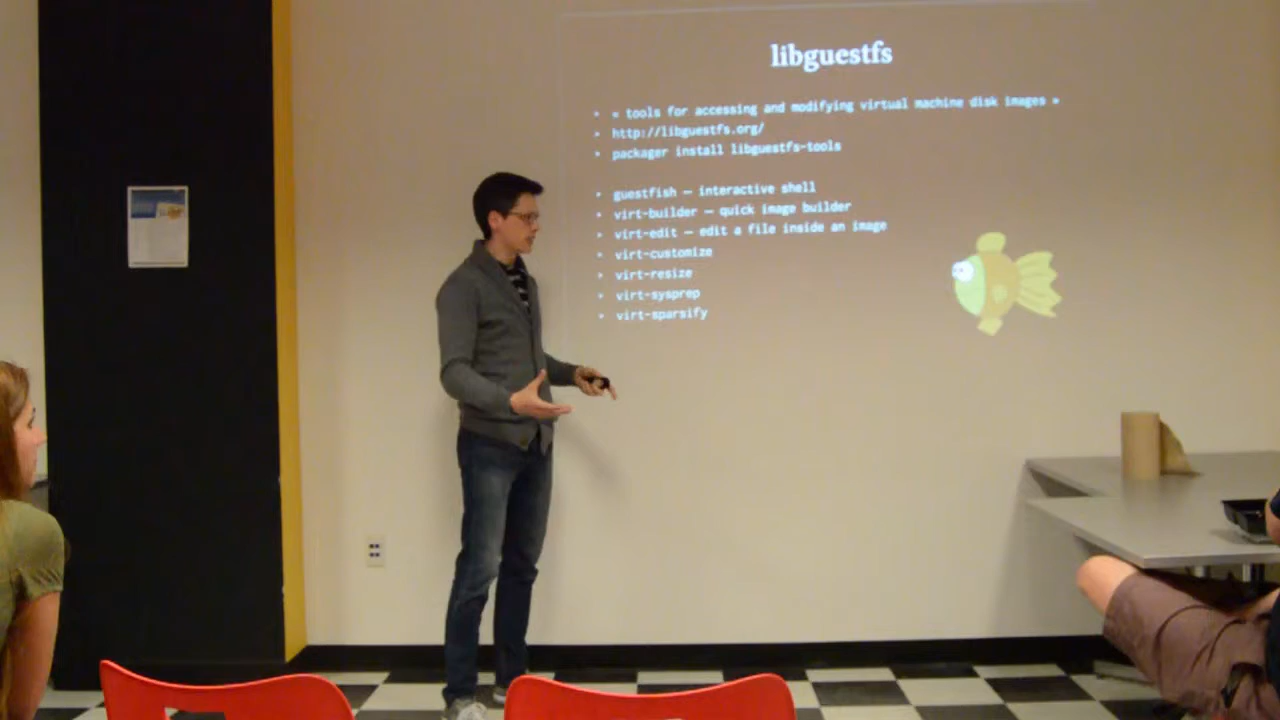 libguestfs
« tools for accessing and modifying virtual machine disk images »
http://libguestfs.org/
packager install libguestfs-tools
guestfish — interactive shell
virt-builder — quick image builder
virt-edit — edit a file inside an image
virt-customize
virt-resize
virt-sysprep
virt-sparsify